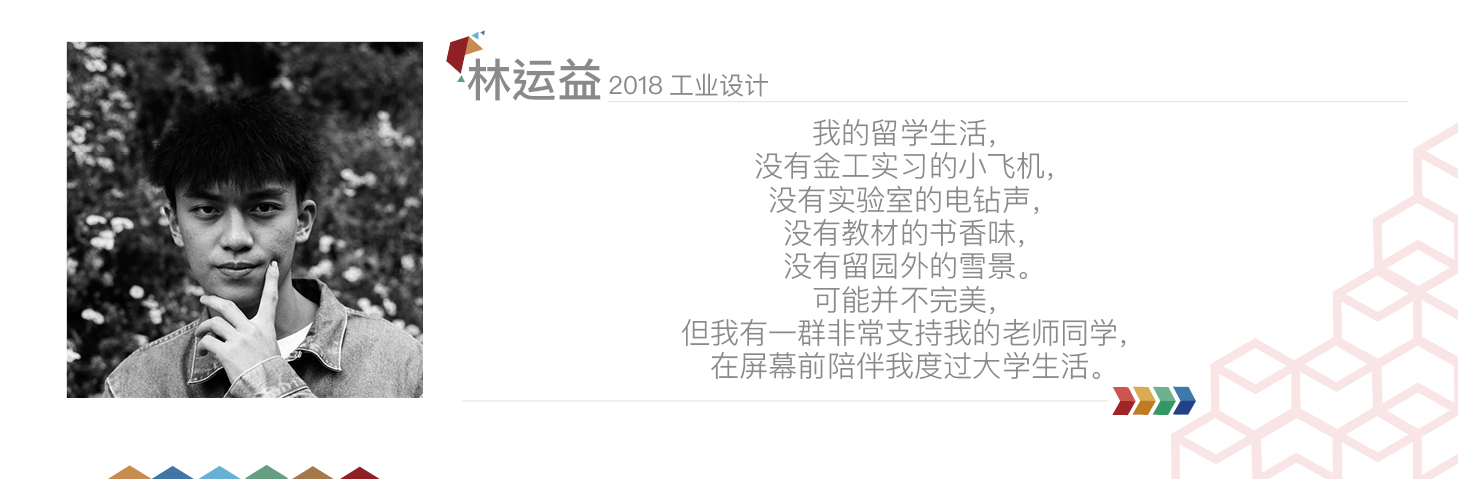 林运益 2018 工业设计
我的留学生活，
没有金工实习的小飞机，
没有实验室的电钻声，
没有教材的书香味，
没有留园外的雪景。
可能并不完美，
但我有一群非常支持我的老师同学，
在屏幕前陪伴我度过大学生活。